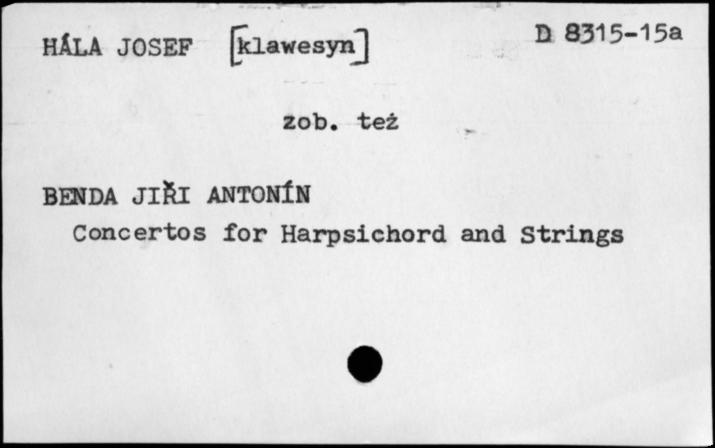 HÁLA JOSEF [klawesyn] D 8315-15a
zob. też
BENDA JIŘI ANTONÍN
Concertos for Harpsichord and Strings